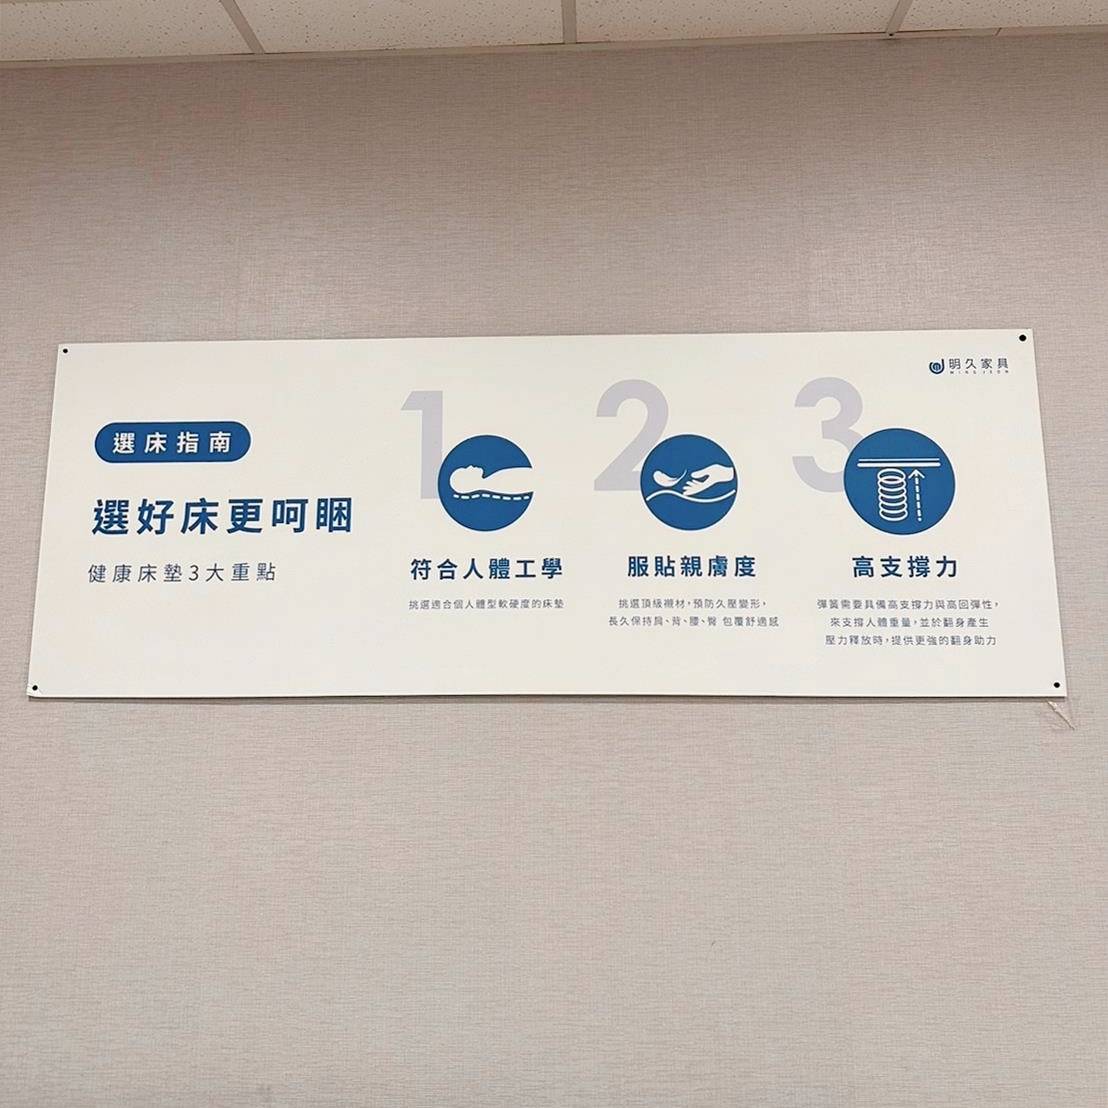 明久家具
MING JEOU
選床指南
選好床更呵睏
健康床墊3大重點
1
符合人體工學
挑選適合個人體型軟硬度的床墊
2
服貼親膚度
挑選頂級襯材，預防久壓變形，
長久保持肩、背、腰、臀 包覆舒適感
3
高支撐力
彈簧需要具備高支撐力與高回彈性，
來支撐人體重量，並於翻身產生
壓力釋放時，提供更強的翻身助力